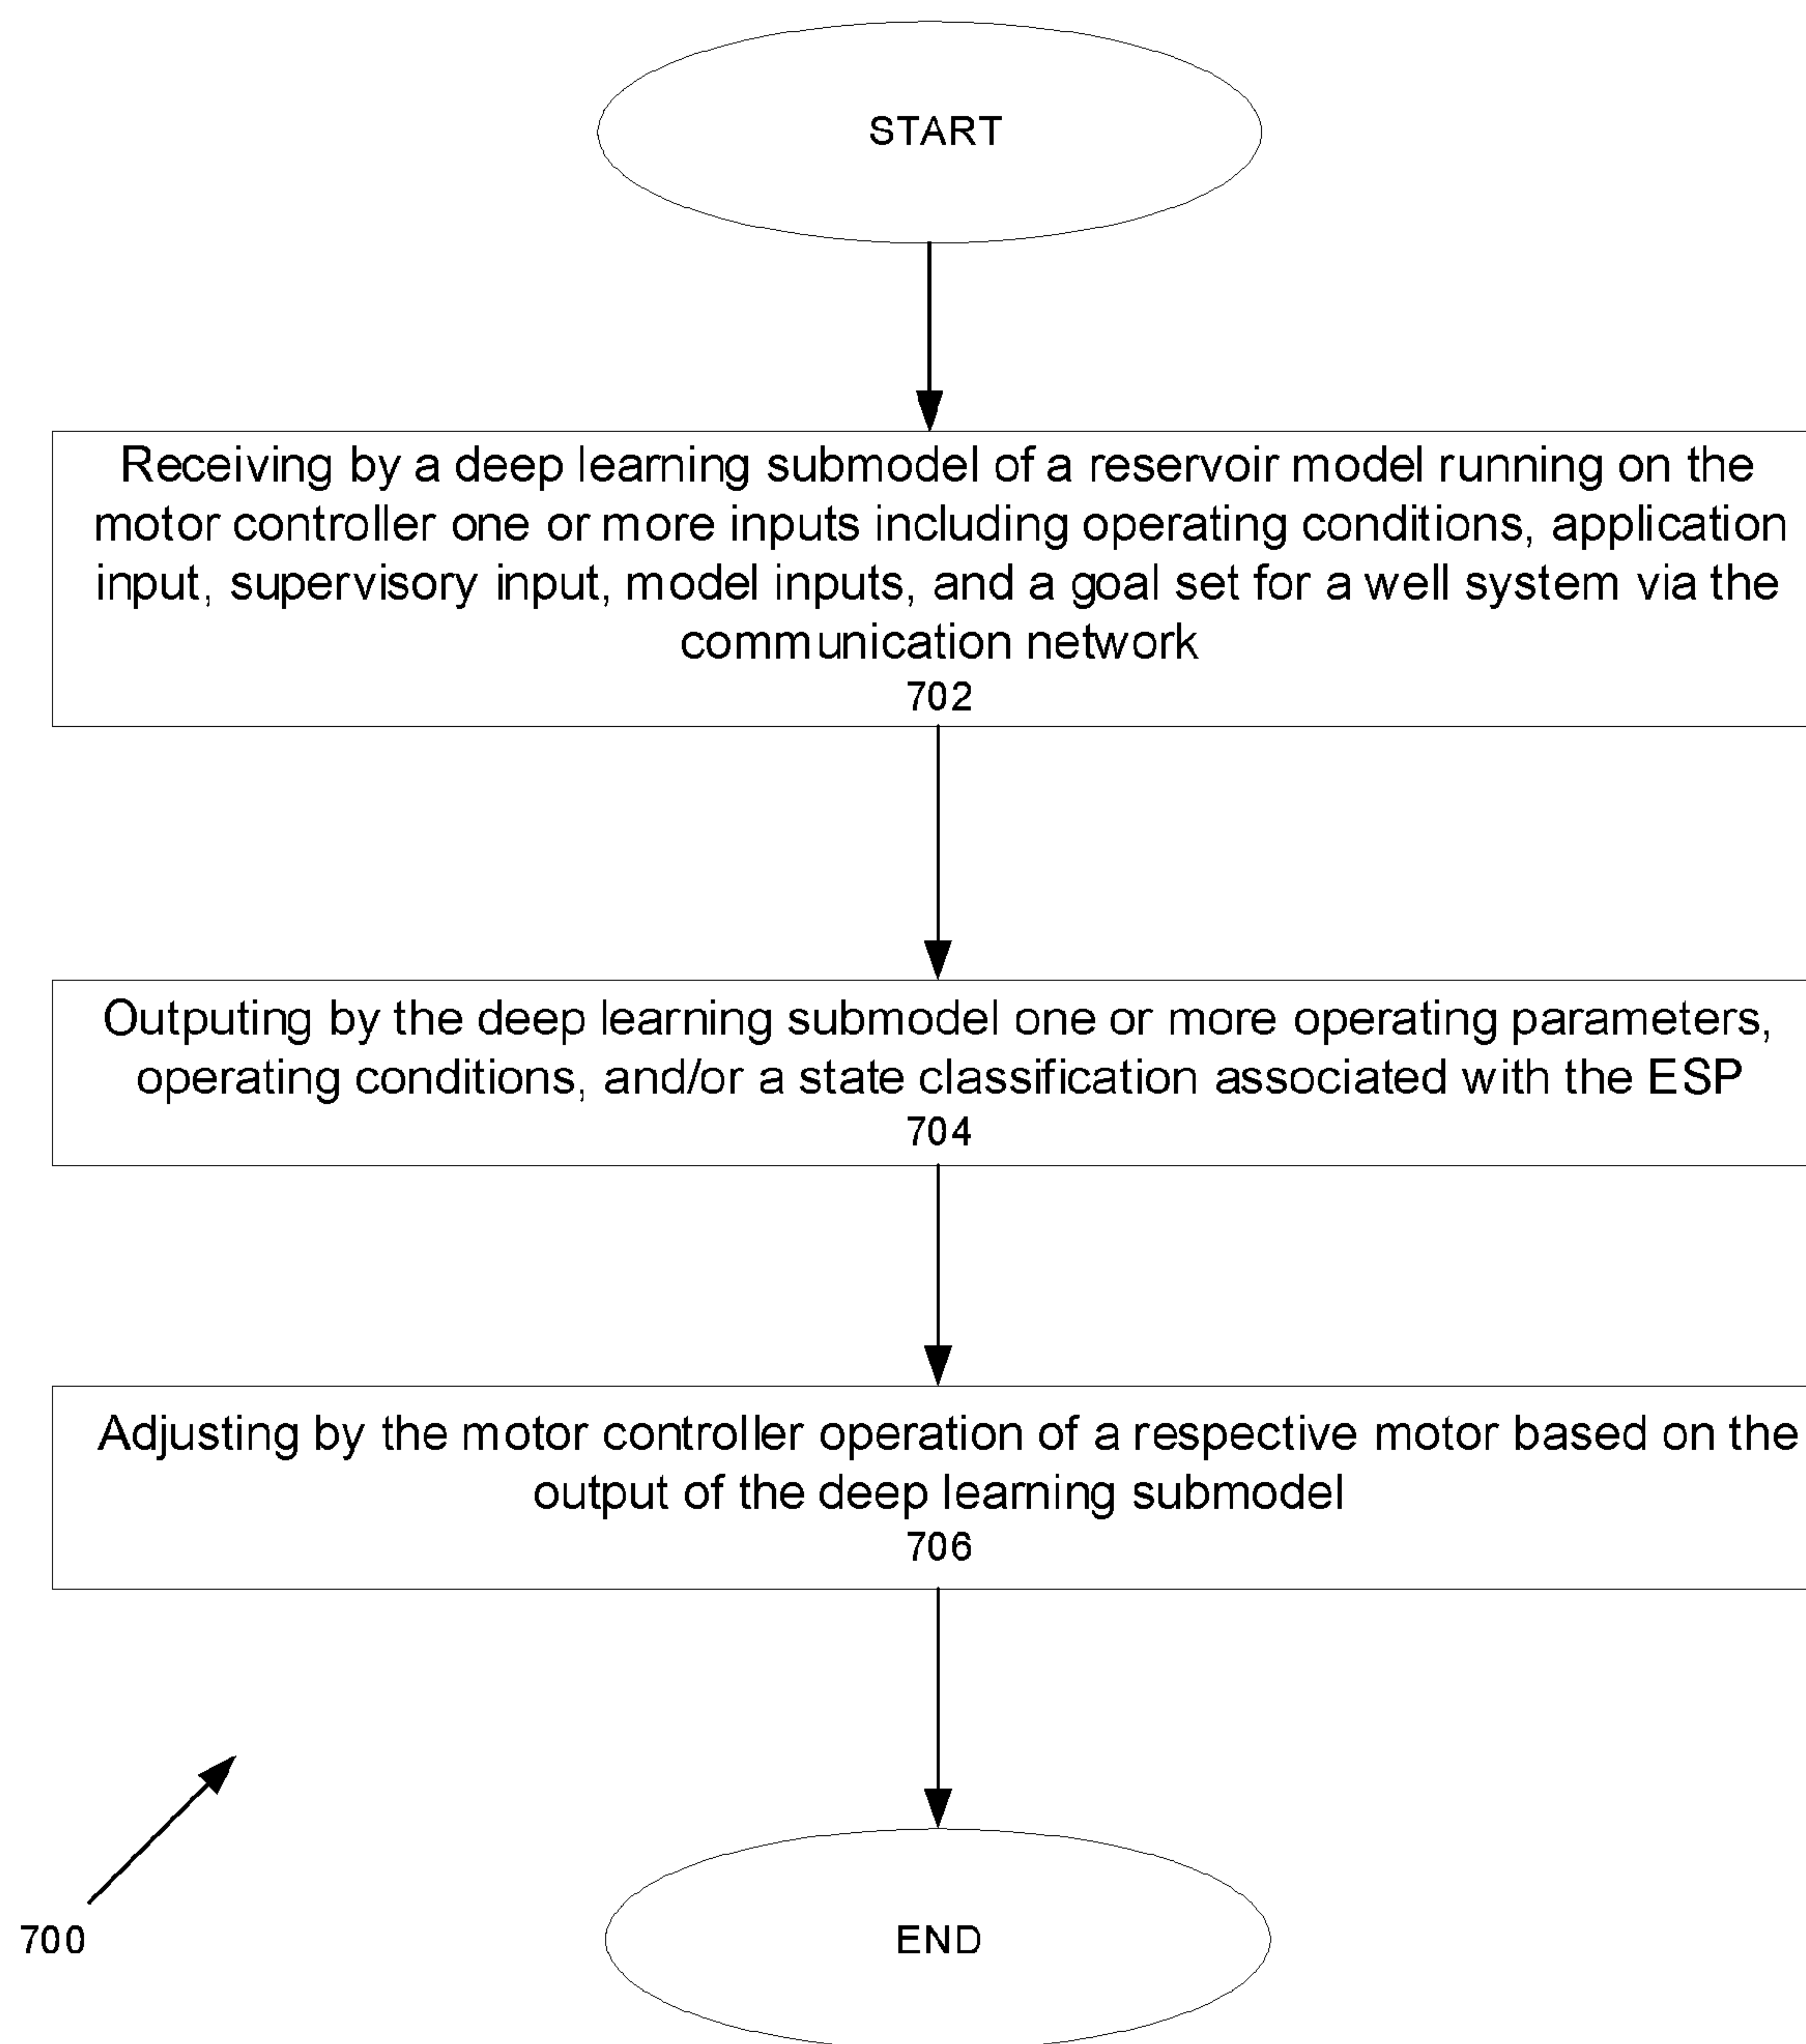 START
Receiving by a deep learning submodel of a reservoir model running on the
motor controller one or more inputs including operating conditions, application
input, supervisory input, model inputs, and a goal set for a well system via the
communication network
702
Outputing by the deep learning submodel one or more operating parameters,
operating conditions, and/or a state classification associated with the ESP
704
Adjusting by the motor controller operation of a respective motor based on the
output of the deep learning submodel
706
700
END